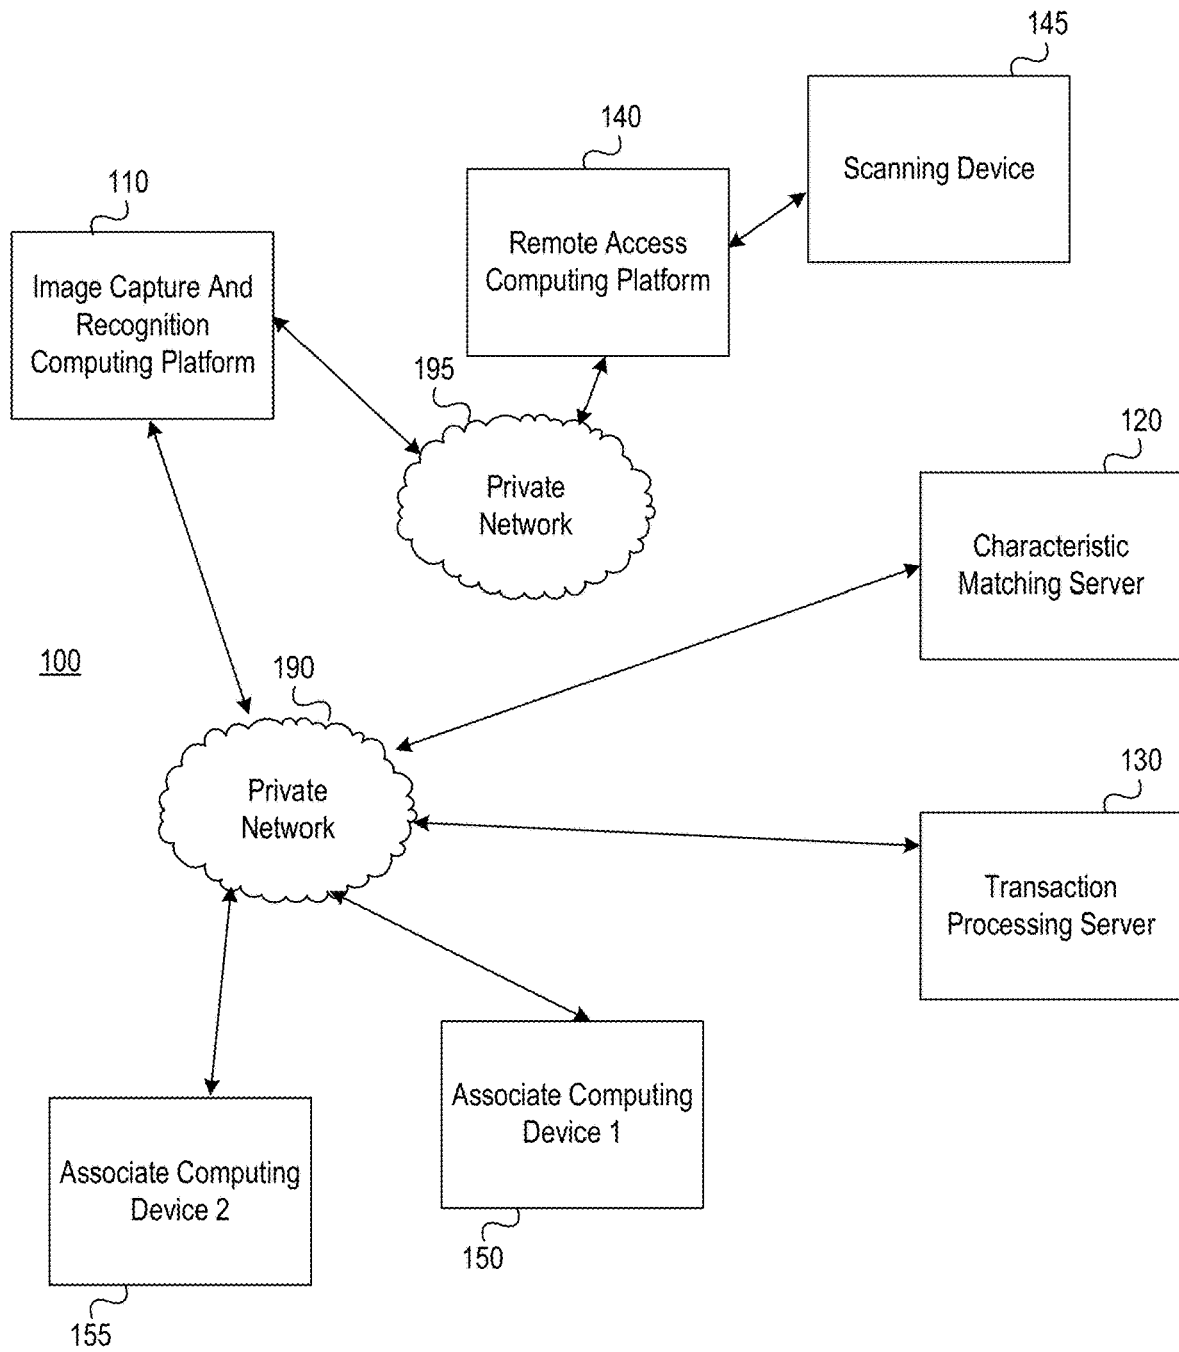 145
Scanning Device
140
Remote Access
Computing Platform
110
Image Capture And
Recognition
Computing Platform
195
Private
Network
120
Characteristic
Matching Server
100
190
Private
Network
130
Transaction
Processing Server
Associate Computing
Device 1
150
Associate Computing
Device 2
155